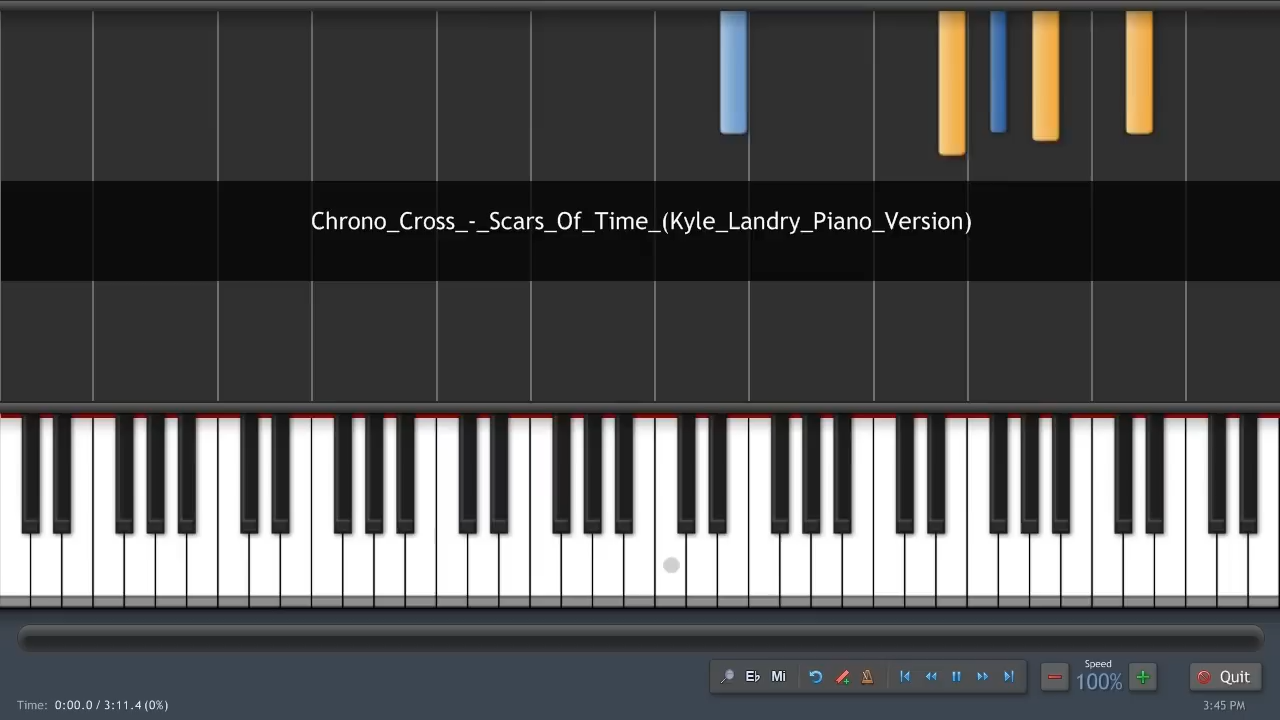 Chrono_Cross_-_Scars_Of_Time_(Kyle_Landry_Piano_Version)
E♭ Mi
Speed
100%
Quit
Time: 0:00.0 / 3:11.4 (0%)
3:45 PM